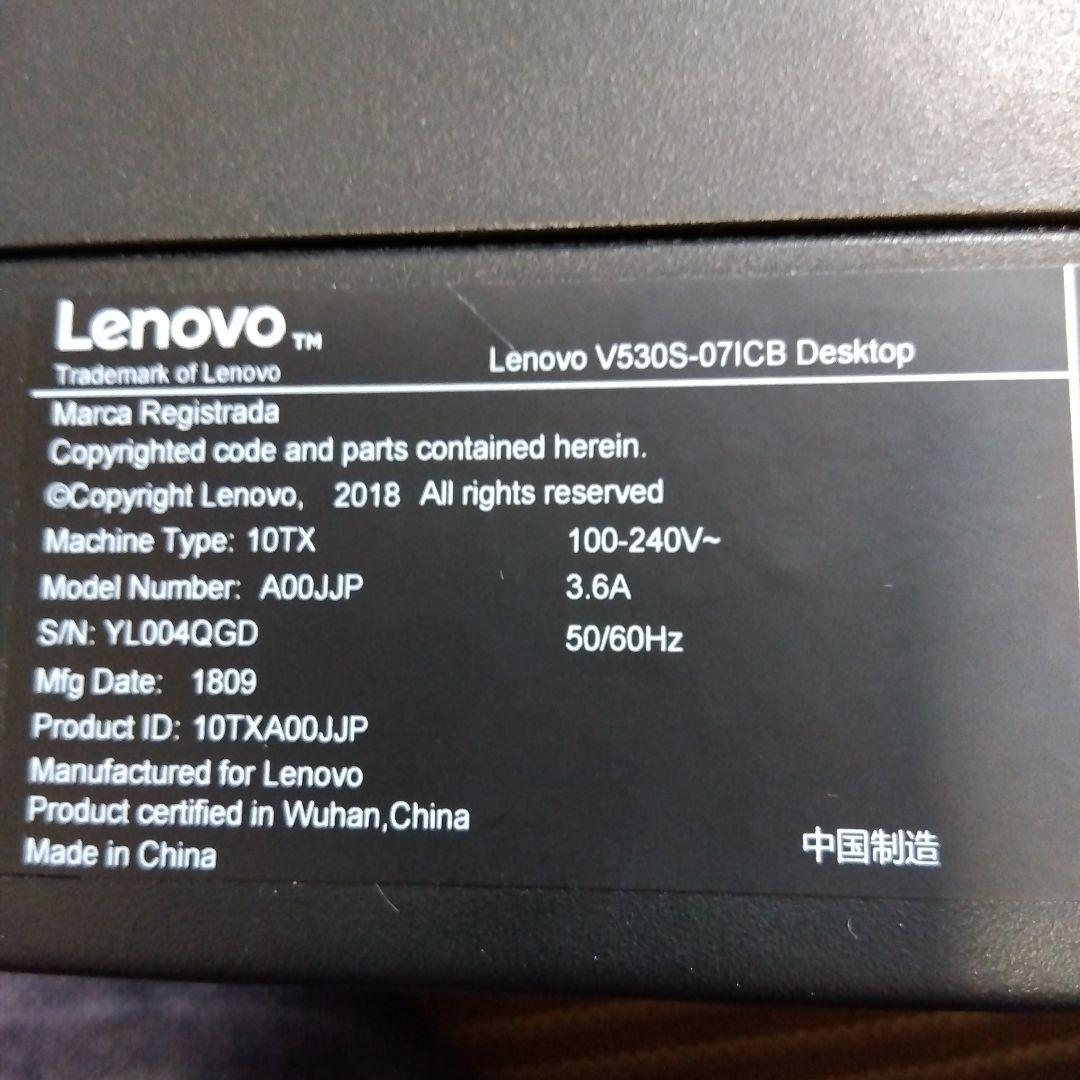 Lenovo™
Trademark of Lenovo
Lenovo V530S-07ICB Desktop
Marca Registrada
Copyrighted code and parts contained herein.
©Copyright Lenovo, 2018 All rights reserved
Machine Type: 10TX 100-240V~
Model Number: A00JJP 3.6A
S/N: YL004QGD 50/60Hz
Mfg Date: 1809
Product ID: 10TXA00JJP
Manufactured for Lenovo
Product certified in Wuhan,China
Made in China 中国制造